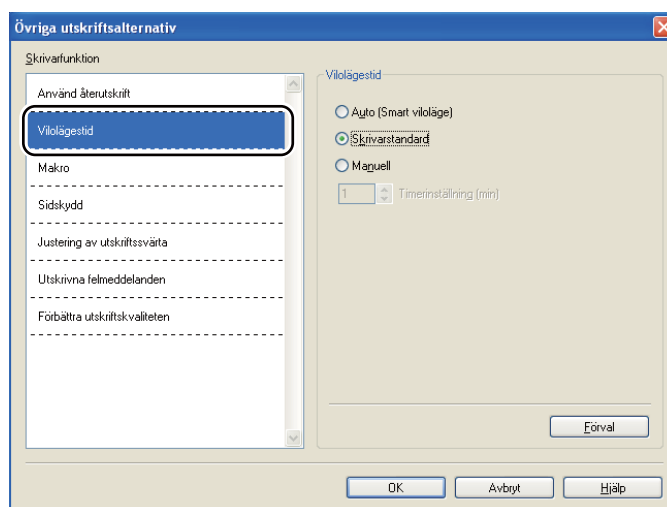 Övriga utskriftsalternativ
Skrivarfunktion
Använd återutskrift
Vilolägestid
Makro
Sidskydd
Justering av utskriftssvärta
Utskrivna felmeddelanden
Förbättra utskriftskvaliteten
Vilolägestid
Auto (Smart viloläge)
Skrivarstandard
Manuell
1 Timerinställning (min)
Förval
OK Avbryt Hjälp